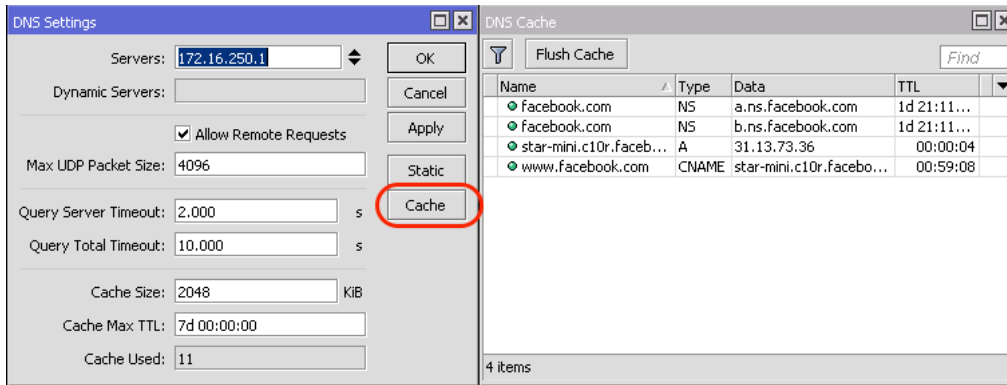 DNS Settings
Servers: 172.16.250.1
Dynamic Servers:
Allow Remote Requests
Max UDP Packet Size: 4096
Query Server Timeout: 2.000 s
Query Total Timeout: 10.000 s
Cache Size: 2048 KiB
Cache Max TTL: 7d 00:00:00
Cache Used: 11
OK
Cancel
Apply
Static
Cache
DNS Cache
Flush Cache
Find
Name Type Data TTL
facebook.com NS a.ns.facebook.com 1d 21:11...
facebook.com NS b.ns.facebook.com 1d 21:11...
star-mini.c10r.faceb... A 31.13.73.36 00:00:04
www.facebook.com CNAME star-mini.c10r.facebo... 00:59:08
4 items